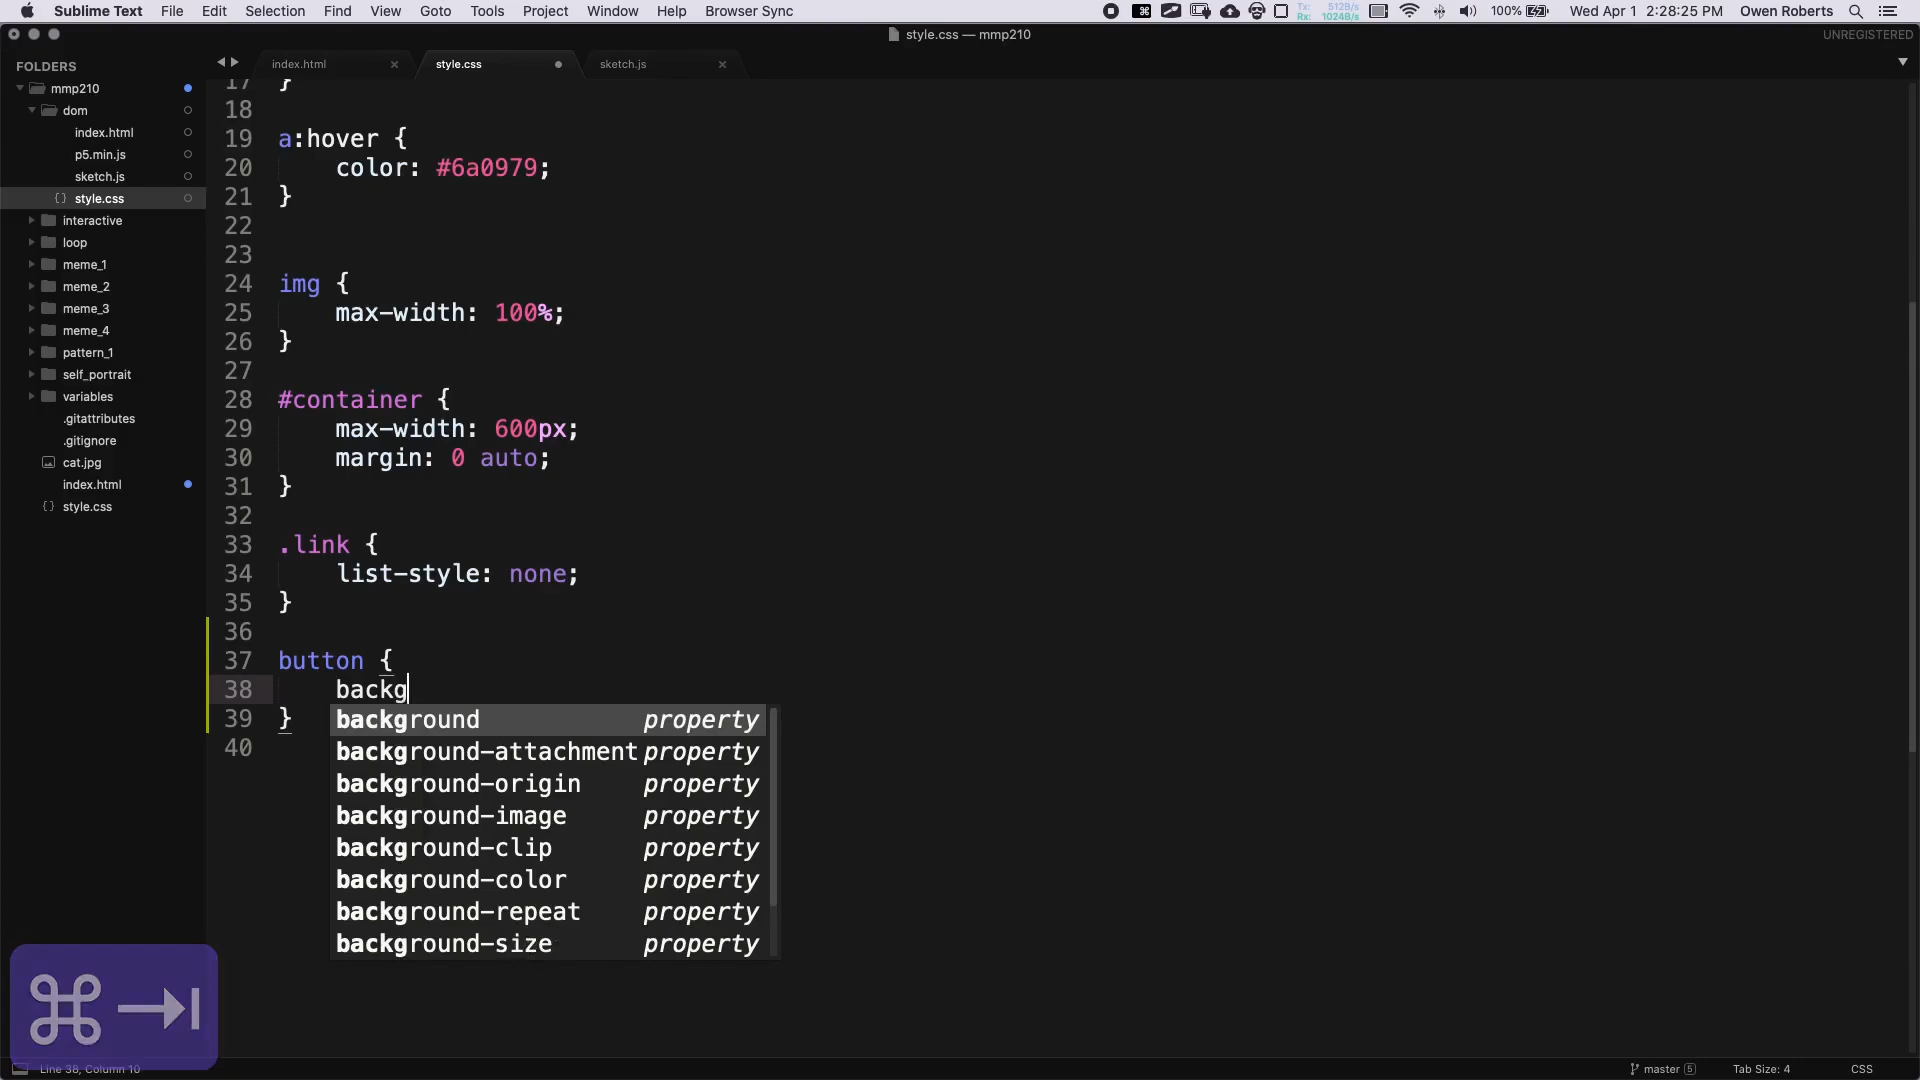 Sublime Text File Edit Selection Find View Goto Tools Project Window Help Browser Sync Tx: 512B/s Rx: 1024B/s 100% Wed Apr 1 2:28:25 PM Owen Roberts
style.css — mmp210 UNREGISTERED
FOLDERS
mmp210
dom
index.html
p5.min.js
sketch.js
{} style.css
interactive
loop
meme_1
meme_2
meme_3
meme_4
pattern_1
self_portrait
variables
.gitattributes
.gitignore
cat.jpg
index.html
{} style.css
index.html style.css sketch.js
17 }
18
19 a:hover {
20 color: #6a0979;
21 }
22
23
24 img {
25 max-width: 100%;
26 }
27
28 #container {
29 max-width: 600px;
30 margin: 0 auto;
31 }
32
33 .link {
34 list-style: none;
35 }
36
37 button {
38 backg
39 }
40
background property
background-attachment property
background-origin property
background-image property
background-clip property
background-color property
background-repeat property
background-size property
Line 38, Column 10 master 5 Tab Size: 4 CSS